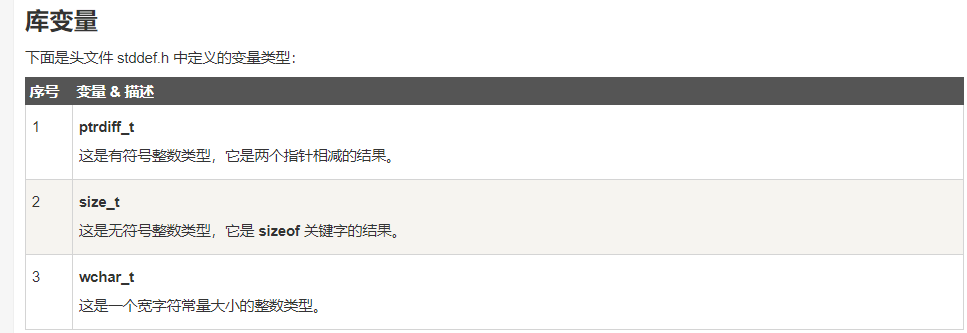 库变量
下面是头文件 stddef.h 中定义的变量类型：
序号 变量 & 描述
1 ptrdiff_t
这是有符号整数类型，它是两个指针相减的结果。
2 size_t
这是无符号整数类型，它是 sizeof 关键字的结果。
3 wchar_t
这是一个宽字符常量大小的整数类型。